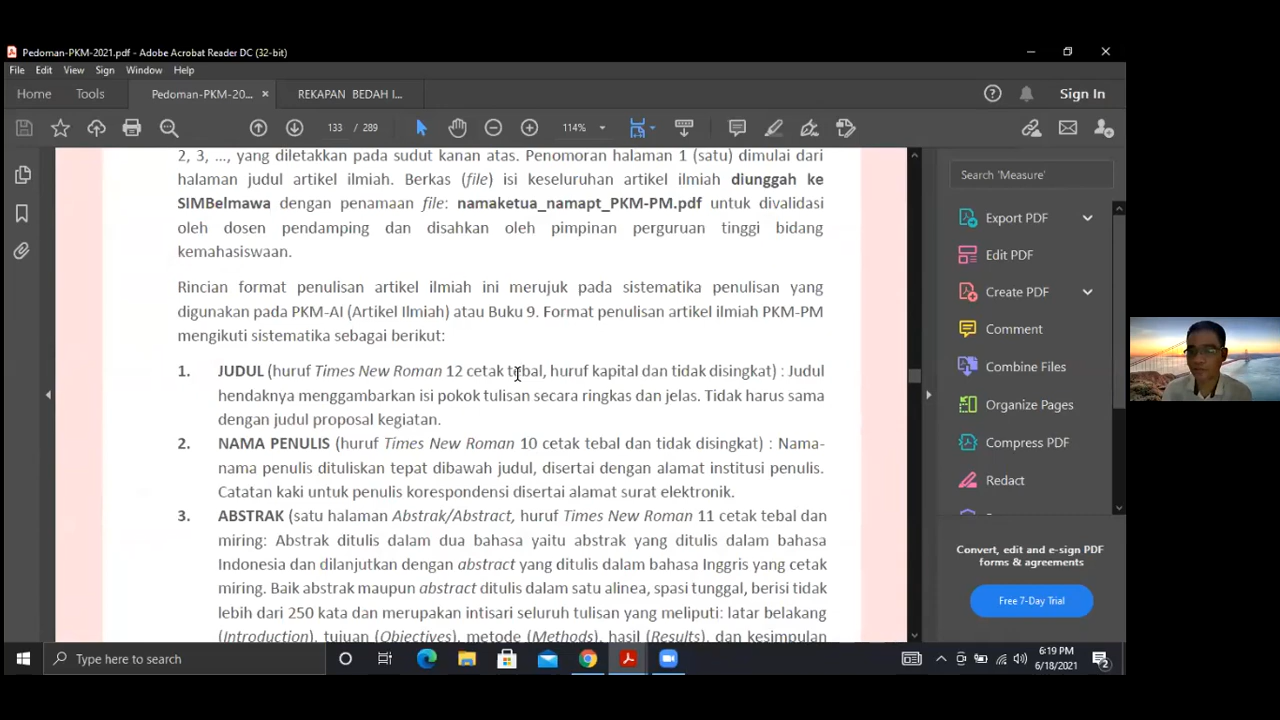 Pedoman-PKM-2021.pdf - Adobe Acrobat Reader DC (32-bit)
File Edit View Sign Window Help
Home Tools Pedoman-PKM-20... × REKAPAN BEDAH I... Sign In
133 / 289 114%
2, 3, ..., yang diletakkan pada sudut kanan atas. Penomoran halaman 1 (satu) dimulai dari
halaman judul artikel ilmiah. Berkas (file) isi keseluruhan artikel ilmiah diunggah ke
SIMBelmawa dengan penamaan file: namaketua_namapt_PKM-PM.pdf untuk divalidasi
oleh dosen pendamping dan disahkan oleh pimpinan perguruan tinggi bidang
kemahasiswaan.
Rincian format penulisan artikel ilmiah ini merujuk pada sistematika penulisan yang
digunakan pada PKM-AI (Artikel Ilmiah) atau Buku 9. Format penulisan artikel ilmiah PKM-PM
mengikuti sistematika sebagai berikut:
1. JUDUL (huruf Times New Roman 12 cetak tebal, huruf kapital dan tidak disingkat) : Judul
hendaknya menggambarkan isi pokok tulisan secara ringkas dan jelas. Tidak harus sama
dengan judul proposal kegiatan.
2. NAMA PENULIS (huruf Times New Roman 10 cetak tebal dan tidak disingkat) : Nama-
nama penulis dituliskan tepat dibawah judul, disertai dengan alamat institusi penulis.
Catatan kaki untuk penulis korespondensi disertai alamat surat elektronik.
3. ABSTRAK (satu halaman Abstrak/Abstract, huruf Times New Roman 11 cetak tebal dan
miring: Abstrak ditulis dalam dua bahasa yaitu abstrak yang ditulis dalam bahasa
Indonesia dan dilanjutkan dengan abstract yang ditulis dalam bahasa Inggris yang cetak
miring. Baik abstrak maupun abstract ditulis dalam satu alinea, spasi tunggal, berisi tidak
lebih dari 250 kata dan merupakan intisari seluruh tulisan yang meliputi: latar belakang
(Introduction), tujuan (Objectives), metode (Methods), hasil (Results), dan kesimpulan
Search 'Measure'
Export PDF
Edit PDF
Create PDF
Comment
Combine Files
Organize Pages
Compress PDF
Redact
Convert, edit and e-sign PDF
forms & agreements
Free 7-Day Trial
Type here to search
6:19 PM
6/18/2021
2